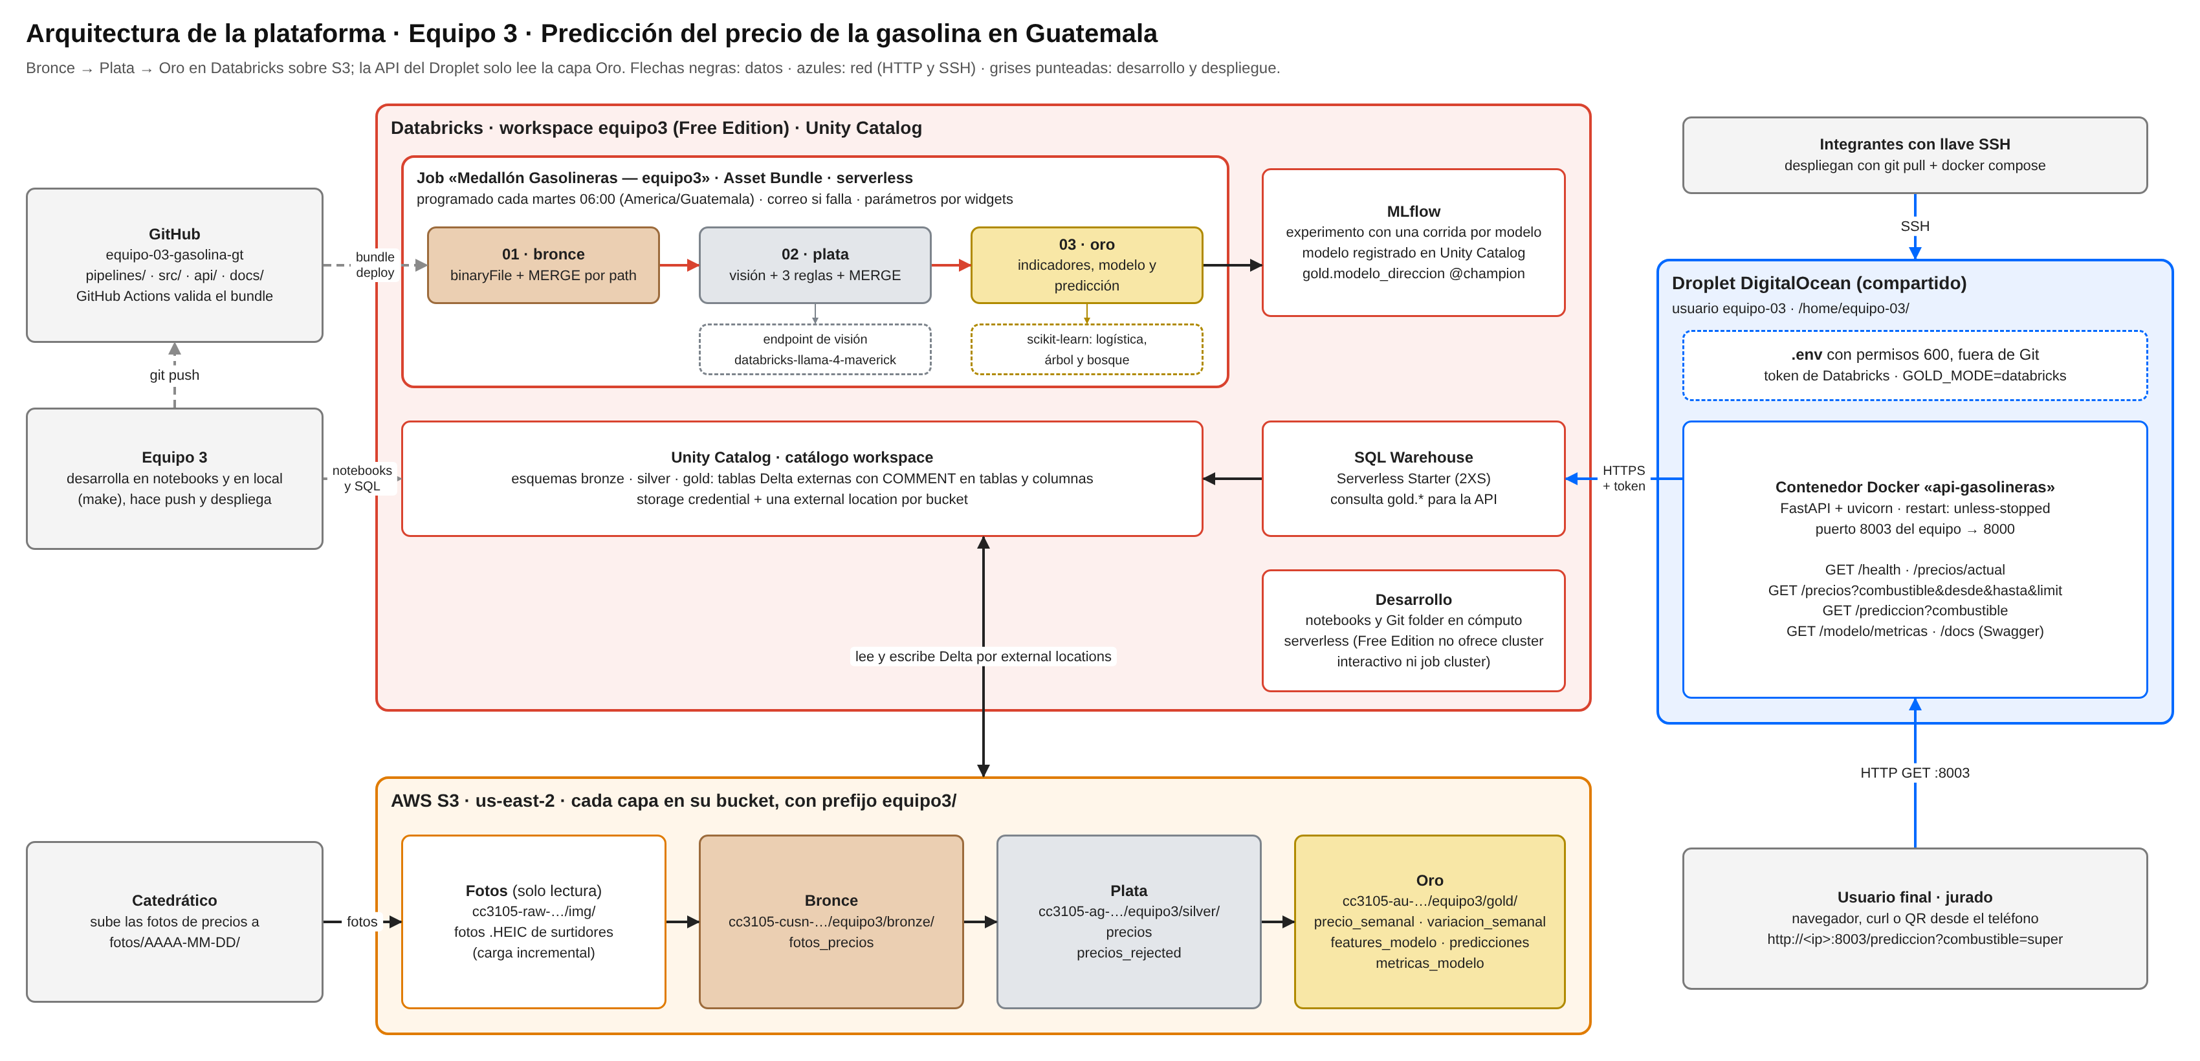 Arquitectura de la plataforma · Equipo 3 · Predicción del precio de la gasolina en Guatemala
Bronce → Plata → Oro en Databricks sobre S3; la API del Droplet solo lee la capa Oro. Flechas negras: datos · azules: red (HTTP y SSH) · grises punteadas: desarrollo y despliegue.
GitHub
equipo-03-gasolina-gt
pipelines/ · src/ · api/ · docs/
GitHub Actions valida el bundle
git push
Equipo 3
desarrolla en notebooks y en local
(make), hace push y despliega
bundle
deploy
notebooks
y SQL
Databricks · workspace equipo3 (Free Edition) · Unity Catalog
Job «Medallón Gasolineras — equipo3» · Asset Bundle · serverless
programado cada martes 06:00 (America/Guatemala) · correo si falla · parámetros por widgets
01 · bronce
binaryFile + MERGE por path
02 · plata
visión + 3 reglas + MERGE
03 · oro
indicadores, modelo y
predicción
endpoint de visión
databricks-llama-4-maverick
scikit-learn: logística,
árbol y bosque
MLflow
experimento con una corrida por modelo
modelo registrado en Unity Catalog
gold.modelo_direccion @champion
Unity Catalog · catálogo workspace
esquemas bronze · silver · gold: tablas Delta externas con COMMENT en tablas y columnas
storage credential + una external location por bucket
SQL Warehouse
Serverless Starter (2XS)
consulta gold.* para la API
Desarrollo
notebooks y Git folder en cómputo
serverless (Free Edition no ofrece cluster
interactivo ni job cluster)
lee y escribe Delta por external locations
HTTPS
+ token
Integrantes con llave SSH
despliegan con git pull + docker compose
SSH
Droplet DigitalOcean (compartido)
usuario equipo-03 · /home/equipo-03/
.env con permisos 600, fuera de Git
token de Databricks · GOLD_MODE=databricks
Contenedor Docker «api-gasolineras»
FastAPI + uvicorn · restart: unless-stopped
puerto 8003 del equipo → 8000
GET /health · /precios/actual
GET /precios?combustible&desde&hasta&limit
GET /prediccion?combustible
GET /modelo/metricas · /docs (Swagger)
HTTP GET :8003
Usuario final · jurado
navegador, curl o QR desde el teléfono
http://<ip>:8003/prediccion?combustible=super
Catedrático
sube las fotos de precios a
fotos/AAAA-MM-DD/
fotos
AWS S3 · us-east-2 · cada capa en su bucket, con prefijo equipo3/
Fotos (solo lectura)
cc3105-raw-…/img/
fotos .HEIC de surtidores
(carga incremental)
Bronce
cc3105-cusn-…/equipo3/bronze/
fotos_precios
Plata
cc3105-ag-…/equipo3/silver/
precios
precios_rejected
Oro
cc3105-au-…/equipo3/gold/
precio_semanal · variacion_semanal
features_modelo · predicciones
metricas_modelo